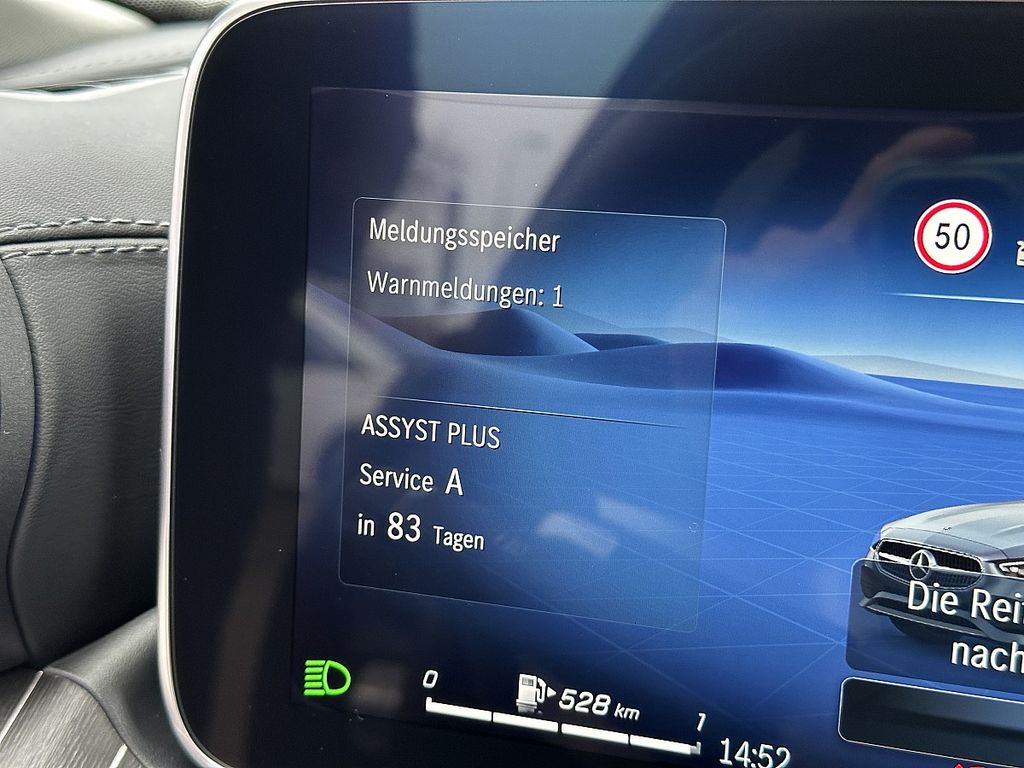 Meldungsspeicher
Warnmeldungen: 1
50
ASSYST PLUS
Service A
in 83 Tagen
Die Rei
nach
0
528 km
1
14:52